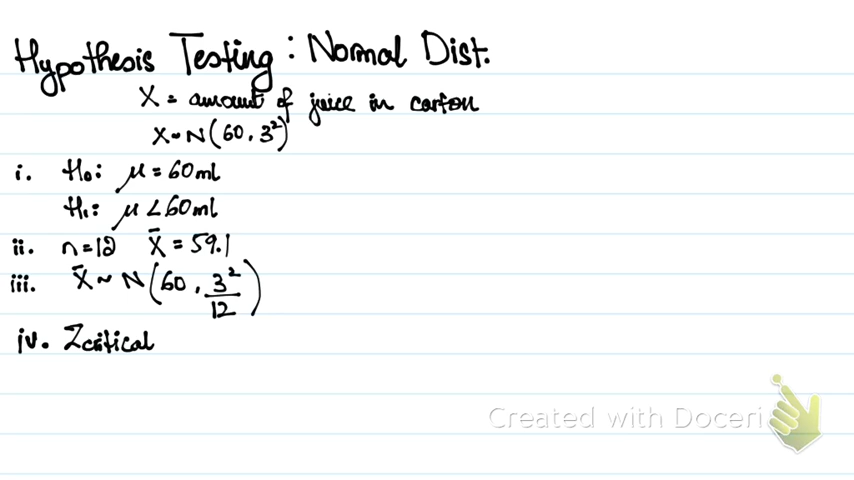 Hypothesis Testing : Normal Dist.
X = amount of juice in carton
X ~ N(60, 3²)
i. H₀: μ = 60ml
H₁: μ < 60ml
ii. n = 12 X̄ = 59.1
iii. X̄ ~ N(60, 3²/12)
iv. Zcritical
Created with Doceri